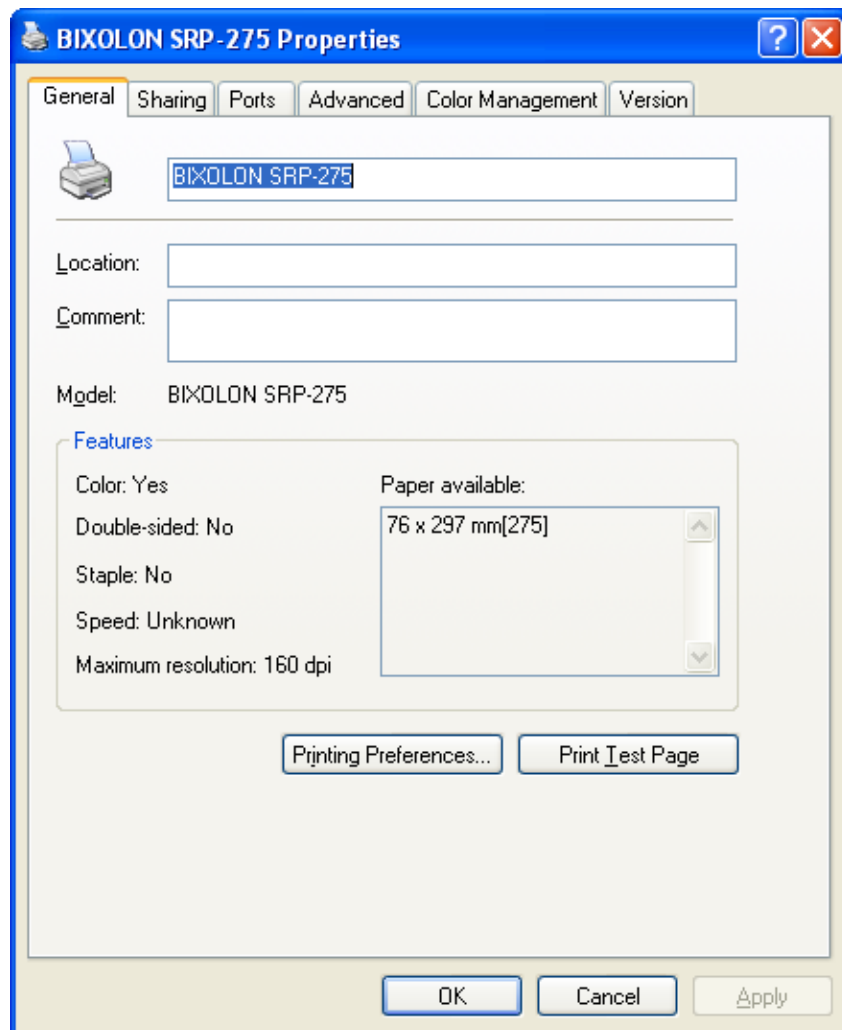 BIXOLON SRP-275 Properties
General Sharing Ports Advanced Color Management Version
BIXOLON SRP-275
Location:
Comment:
Model: BIXOLON SRP-275
Features
Color: Yes
Paper available:
Double-sided: No
76 x 297 mm[275]
Staple: No
Speed: Unknown
Maximum resolution: 160 dpi
Printing Preferences... Print Test Page
OK Cancel Apply